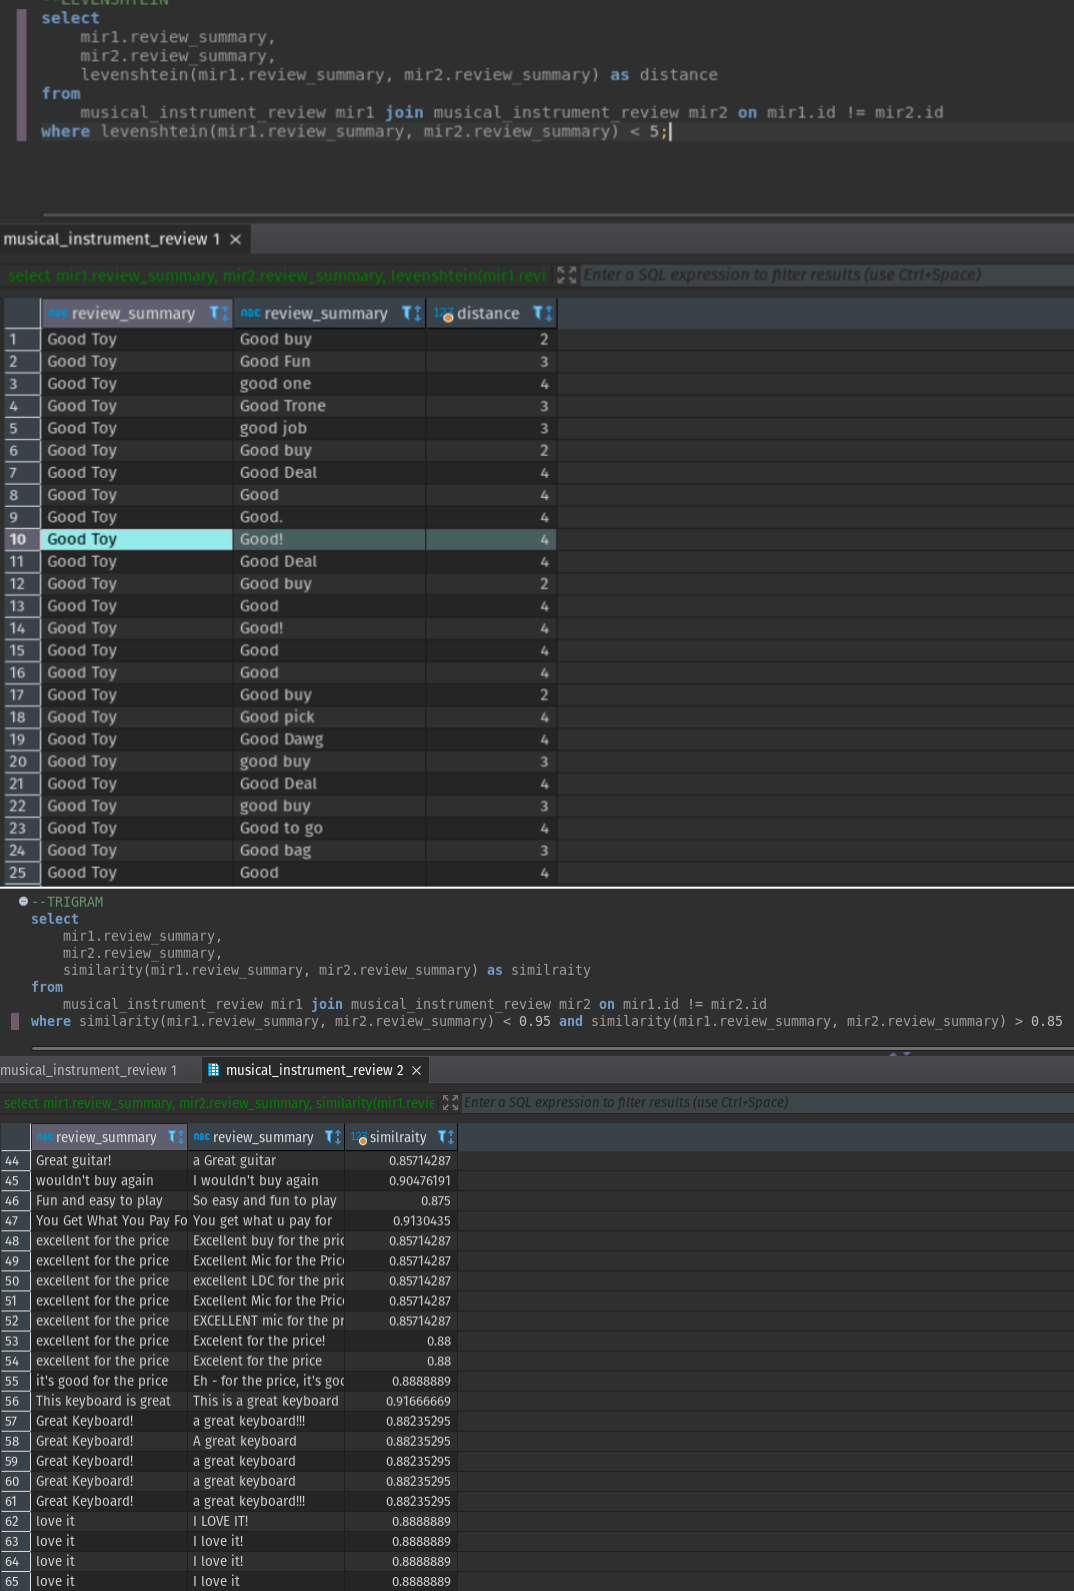 --LEVENSHTEIN
select
mir1.review_summary,
mir2.review_summary,
levenshtein(mir1.review_summary, mir2.review_summary) as distance
from
musical_instrument_review mir1 join musical_instrument_review mir2 on mir1.id != mir2.id
where levenshtein(mir1.review_summary, mir2.review_summary) < 5;
musical_instrument_review 1
select mir1.review_summary, mir2.review_summary, levenshtein(mir1.revi Enter a SQL expression to filter results (use Ctrl+Space)
ABC review_summary ABC review_summary 123 distance
1 Good Toy Good buy 2
2 Good Toy Good Fun 3
3 Good Toy good one 4
4 Good Toy Good Trone 3
5 Good Toy good job 3
6 Good Toy Good buy 2
7 Good Toy Good Deal 4
8 Good Toy Good 4
9 Good Toy Good. 4
10 Good Toy Good! 4
11 Good Toy Good Deal 4
12 Good Toy Good buy 2
13 Good Toy Good 4
14 Good Toy Good! 4
15 Good Toy Good 4
16 Good Toy Good 4
17 Good Toy Good buy 2
18 Good Toy Good pick 4
19 Good Toy Good Dawg 4
20 Good Toy good buy 3
21 Good Toy Good Deal 4
22 Good Toy good buy 3
23 Good Toy Good to go 4
24 Good Toy Good bag 3
25 Good Toy Good 4
--TRIGRAM
select
mir1.review_summary,
mir2.review_summary,
similarity(mir1.review_summary, mir2.review_summary) as similraity
from
musical_instrument_review mir1 join musical_instrument_review mir2 on mir1.id != mir2.id
where similarity(mir1.review_summary, mir2.review_summary) < 0.95 and similarity(mir1.review_summary, mir2.review_summary) > 0.85
musical_instrument_review 1 musical_instrument_review 2
select mir1.review_summary, mir2.review_summary, similarity(mir1.revie Enter a SQL expression to filter results (use Ctrl+Space)
ABC review_summary ABC review_summary 123 similraity
44 Great guitar! a Great guitar 0.85714287
45 wouldn't buy again I wouldn't buy again 0.90476191
46 Fun and easy to play So easy and fun to play 0.875
47 You Get What You Pay Fo You get what u pay for 0.9130435
48 excellent for the price Excellent buy for the pric 0.85714287
49 excellent for the price Excellent Mic for the Price 0.85714287
50 excellent for the price excellent LDC for the pric 0.85714287
51 excellent for the price Excellent Mic for the Price 0.85714287
52 excellent for the price EXCELLENT mic for the pr 0.85714287
53 excellent for the price Excelent for the price! 0.88
54 excellent for the price Excelent for the price 0.88
55 it's good for the price Eh - for the price, it's goo 0.8888889
56 This keyboard is great This is a great keyboard 0.91666669
57 Great Keyboard! a great keyboard!!! 0.88235295
58 Great Keyboard! A great keyboard 0.88235295
59 Great Keyboard! a great keyboard 0.88235295
60 Great Keyboard! a great keyboard 0.88235295
61 Great Keyboard! a great keyboard!!! 0.88235295
62 love it I LOVE IT! 0.8888889
63 love it I love it! 0.8888889
64 love it I love it! 0.8888889
65 love it I love it 0.8888889